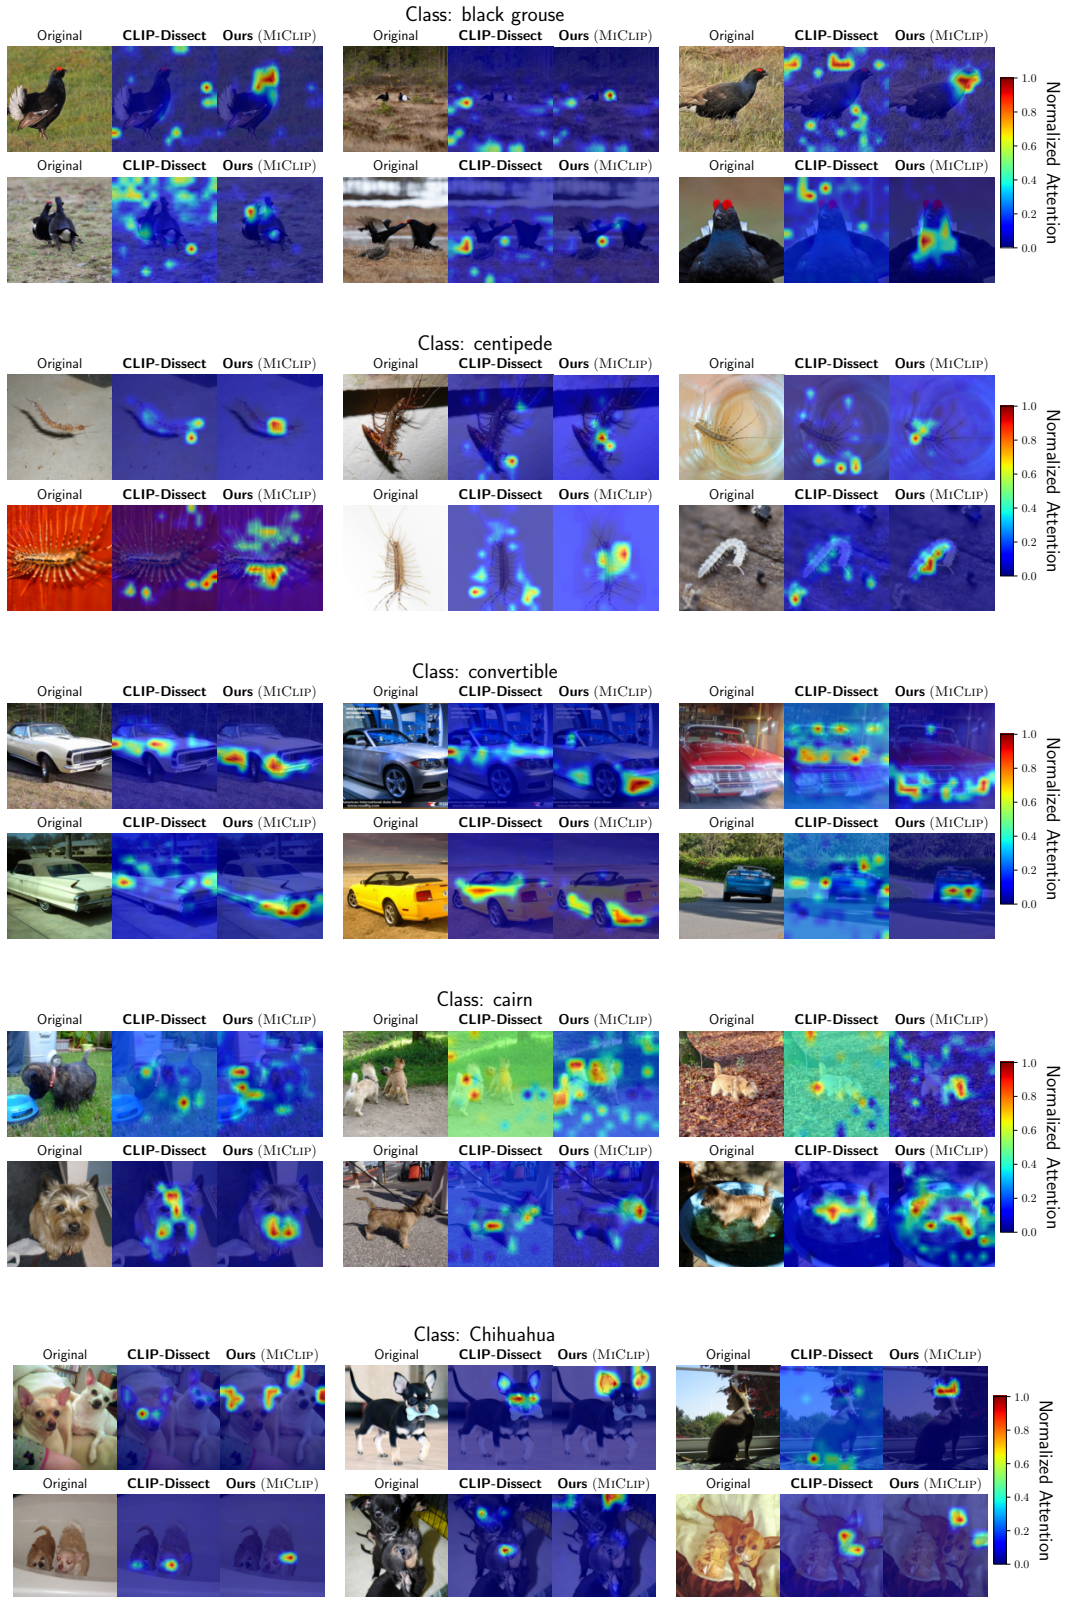 Class: black grouse
Original CLIP-Dissect Ours (MICLIP) Original CLIP-Dissect Ours (MICLIP) Original CLIP-Dissect Ours (MICLIP)
Original CLIP-Dissect Ours (MICLIP) Original CLIP-Dissect Ours (MICLIP) Original CLIP-Dissect Ours (MICLIP)
1.0
0.8
0.6
0.4
0.2
0.0
Normalized Attention
Class: centipede
Original CLIP-Dissect Ours (MICLIP) Original CLIP-Dissect Ours (MICLIP) Original CLIP-Dissect Ours (MICLIP)
Original CLIP-Dissect Ours (MICLIP) Original CLIP-Dissect Ours (MICLIP) Original CLIP-Dissect Ours (MICLIP)
1.0
0.8
0.6
0.4
0.2
0.0
Normalized Attention
Class: convertible
Original CLIP-Dissect Ours (MICLIP) Original CLIP-Dissect Ours (MICLIP) Original CLIP-Dissect Ours (MICLIP)
Original CLIP-Dissect Ours (MICLIP) Original CLIP-Dissect Ours (MICLIP) Original CLIP-Dissect Ours (MICLIP)
1.0
0.8
0.6
0.4
0.2
0.0
Normalized Attention
Class: cairn
Original CLIP-Dissect Ours (MICLIP) Original CLIP-Dissect Ours (MICLIP) Original CLIP-Dissect Ours (MICLIP)
Original CLIP-Dissect Ours (MICLIP) Original CLIP-Dissect Ours (MICLIP) Original CLIP-Dissect Ours (MICLIP)
1.0
0.8
0.6
0.4
0.2
0.0
Normalized Attention
Class: Chihuahua
Original CLIP-Dissect Ours (MICLIP) Original CLIP-Dissect Ours (MICLIP) Original CLIP-Dissect Ours (MICLIP)
Original CLIP-Dissect Ours (MICLIP) Original CLIP-Dissect Ours (MICLIP) Original CLIP-Dissect Ours (MICLIP)
1.0
0.8
0.6
0.4
0.2
0.0
Normalized Attention